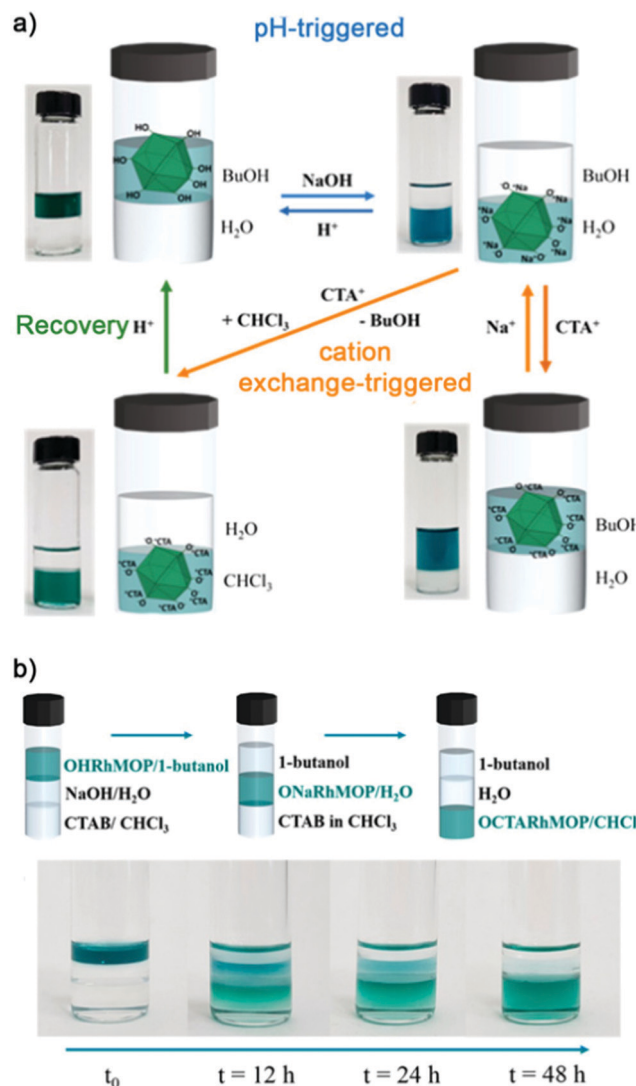 a)
pH-triggered
HO
OH
HO
OH
HO
OH
HO
OH
BuOH
H₂O
NaOH
H⁺
BuOH
H₂O
Recovery H⁺
CTA⁺
+ CHCl₃
- BuOH
cation
exchange-triggered
Na⁺
CTA⁺
H₂O
CHCl₃
BuOH
H₂O
b)
OHRhMOP/1-butanol
NaOH/H₂O
CTAB/ CHCl₃
1-butanol
ONaRhMOP/H₂O
CTAB in CHCl₃
1-butanol
H₂O
OCTARhMOP/CHCl
t₀
t = 12 h
t = 24 h
t = 48 h